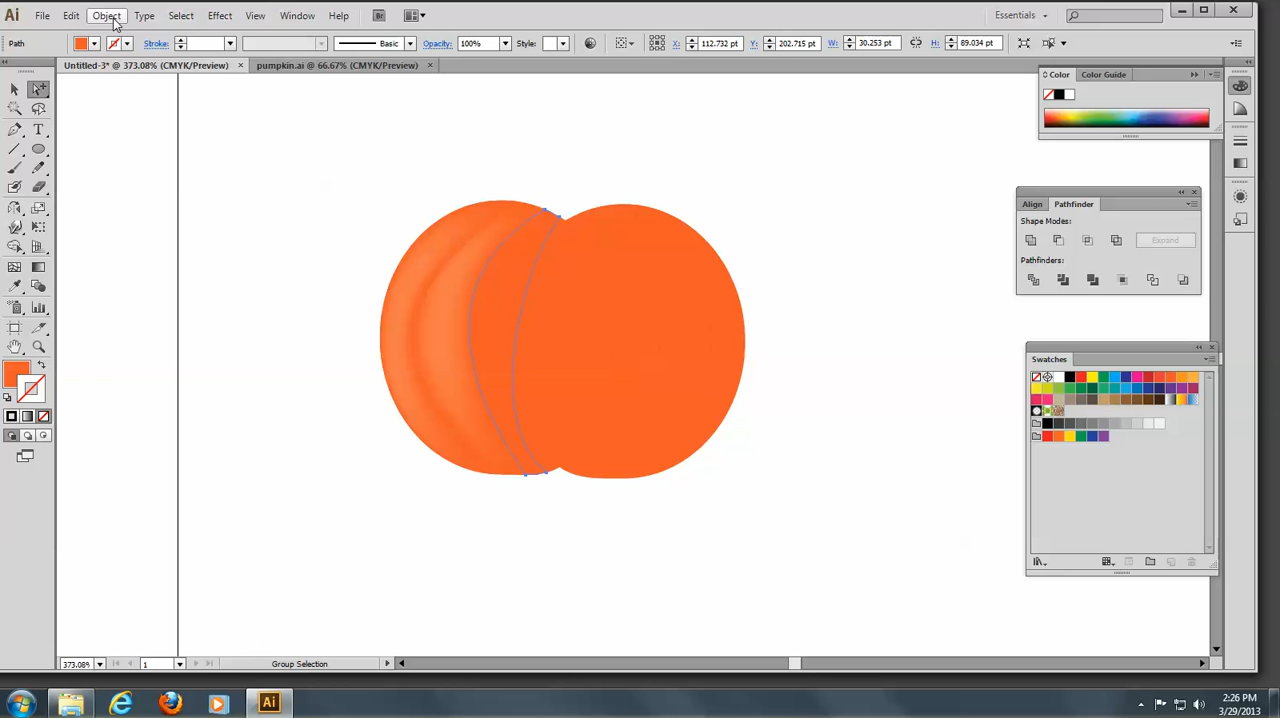 Ai File Edit Object Type Select Effect View Window Help Br Essentials
Path Stroke: Basic Opacity: 100% Style: X: 112.732 pt Y: 202.715 pt W: 30.253 pt H: 89.034 pt
Untitled-3* @ 373.08% (CMYK/Preview) × pumpkin.ai @ 66.67% (CMYK/Preview) ×
Color Color Guide
Align Pathfinder
Shape Modes:
Expand
Pathfinders:
Swatches
373.08% 1 Group Selection
Ai 2:26 PM
3/29/2013